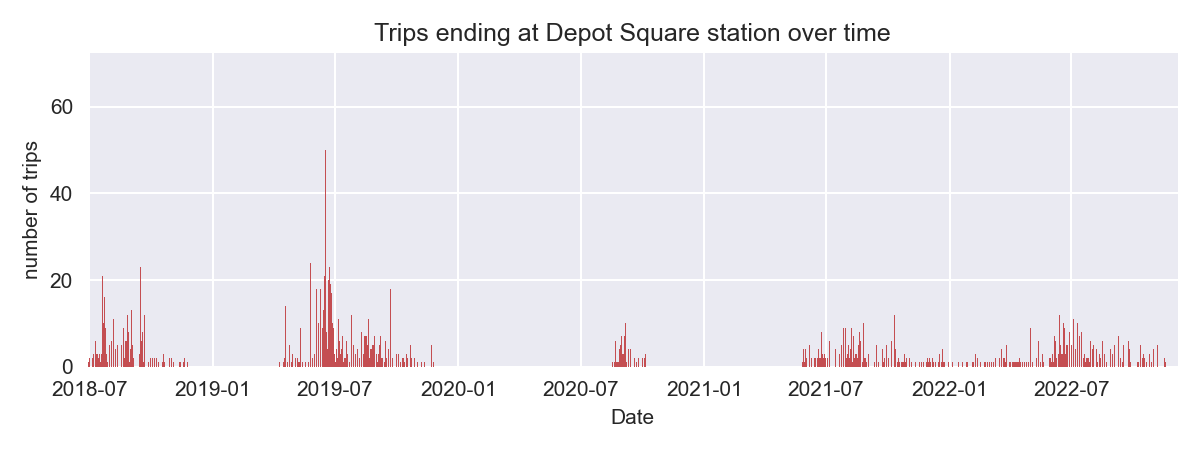 Trips ending at Depot Square station over time
number of trips
60
40
20
0
2018-07 2019-01 2019-07 2020-01 2020-07 2021-01 2021-07 2022-01 2022-07
Date